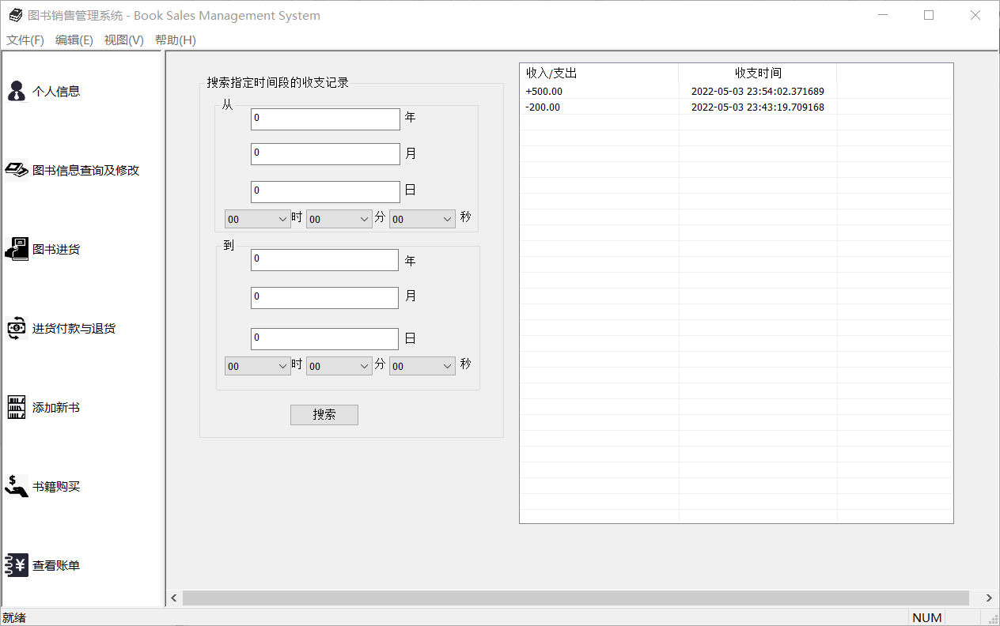 图书销售管理系统 - Book Sales Management System
文件(F) 编辑(E) 视图(V) 帮助(H)
个人信息
图书信息查询及修改
图书进货
进货付款与退货
添加新书
书籍购买
查看账单
搜索指定时间段的收支记录
从
0 年
0 月
0 日
00 时 00 分 00 秒
到
0 年
0 月
0 日
00 时 00 分 00 秒
搜索
收入/支出 收支时间
+500.00 2022-05-03 23:54:02.371689
-200.00 2022-05-03 23:43:19.709168
就绪 NUM